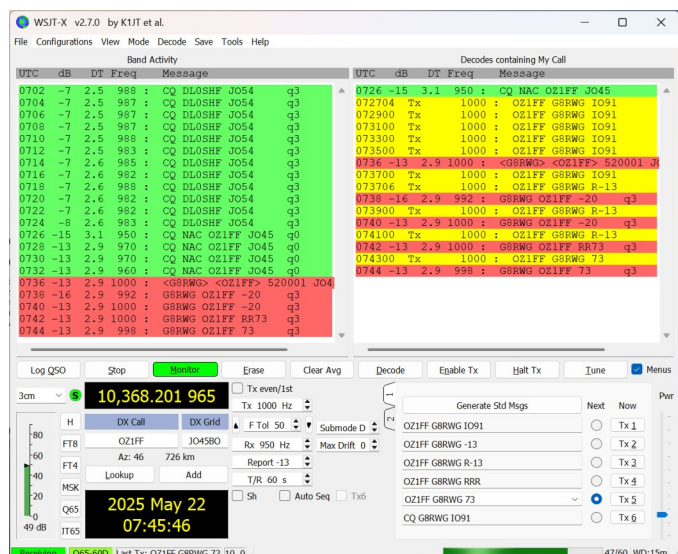 WSJT-X v2.7.0 by K1JT et al.
File Configurations View Mode Decode Save Tools Help
Band Activity
UTC dB DT Freq Message
0702 -7 2.5 988 : CQ DL0SHF JO54 q3
0704 -7 2.5 987 : CQ DL0SHF JO54 q3
0706 -7 2.5 987 : CQ DL0SHF JO54 q3
0708 -7 2.5 987 : CQ DL0SHF JO54 q3
0710 -7 2.5 988 : CQ DL0SHF JO54 q3
0712 -7 2.5 983 : CQ DL0SHF JO54 q3
0714 -7 2.6 985 : CQ DL0SHF JO54 q3
0716 -7 2.6 982 : CQ DL0SHF JO54 q3
0718 -7 2.6 988 : CQ DL0SHF JO54 q3
0720 -7 2.6 982 : CQ DL0SHF JO54 q3
0722 -7 2.6 982 : CQ DL0SHF JO54 q3
0724 -8 2.6 983 : CQ DL0SHF JO54 q3
0726 -15 3.1 950 : CQ NAC OZ1FF JO45 q0
0728 -13 2.9 970 : CQ NAC OZ1FF JO45 q0
0730 -13 2.9 970 : CQ NAC OZ1FF JO45 q0
0732 -13 2.9 960 : CQ NAC OZ1FF JO45 q0
0736 -13 2.9 1000 : <G8RWG> <OZ1FF> 520001 JO4
0738 -16 2.9 992 : G8RWG OZ1FF -20 q3
0740 -13 2.9 1000 : G8RWG OZ1FF -20 q3
0742 -13 2.9 1000 : G8RWG OZ1FF RR73 q3
0744 -13 2.9 998 : G8RWG OZ1FF 73 q3
Decodes containing My Call
UTC dB DT Freq Message
0726 -15 3.1 950 : CQ NAC OZ1FF JO45
072704 Tx 1000 : OZ1FF G8RWG IO91
072900 Tx 1000 : OZ1FF G8RWG IO91
073100 Tx 1000 : OZ1FF G8RWG IO91
073300 Tx 1000 : OZ1FF G8RWG IO91
073500 Tx 1000 : OZ1FF G8RWG IO91
0736 -13 2.9 1000 : <G8RWG> <OZ1FF> 520001 JO
073700 Tx 1000 : OZ1FF G8RWG IO91
073706 Tx 1000 : OZ1FF G8RWG R-13
0738 -16 2.9 992 : G8RWG OZ1FF -20 q3
073900 Tx 1000 : OZ1FF G8RWG R-13
0740 -13 2.9 1000 : G8RWG OZ1FF -20 q3
074100 Tx 1000 : OZ1FF G8RWG R-13
0742 -13 2.9 1000 : G8RWG OZ1FF RR73 q3
074300 Tx 1000 : OZ1FF G8RWG 73
0744 -13 2.9 998 : G8RWG OZ1FF 73 q3
Log QSO Stop Monitor Erase Clear Avg Decode Enable Tx Halt Tx Tune Menus
3cm S 10,368.201 965
Tx even/1st
Tx 1000 Hz
F Tol 50 Submode D
Rx 950 Hz Max Drift 0
Report -13
T/R 60 s
Sh Auto Seq Tx6
H
FT8
FT4
MSK
Q65
JT65
DX Call DX Grid
OZ1FF JO45BO
Az: 46 726 km
Lookup Add
2025 May 22
07:45:46
80
60
40
20
0
49 dB
1
2
Generate Std Msgs Next Now Pwr
OZ1FF G8RWG IO91 Tx 1
OZ1FF G8RWG -13 Tx 2
OZ1FF G8RWG R-13 Tx 3
OZ1FF G8RWG RRR Tx 4
OZ1FF G8RWG 73 Tx 5
CQ G8RWG IO91 Tx 6
Receiving Q65-60D Last Tx: OZ1FF G8RWG 73 10 0 47/60 WD:15m